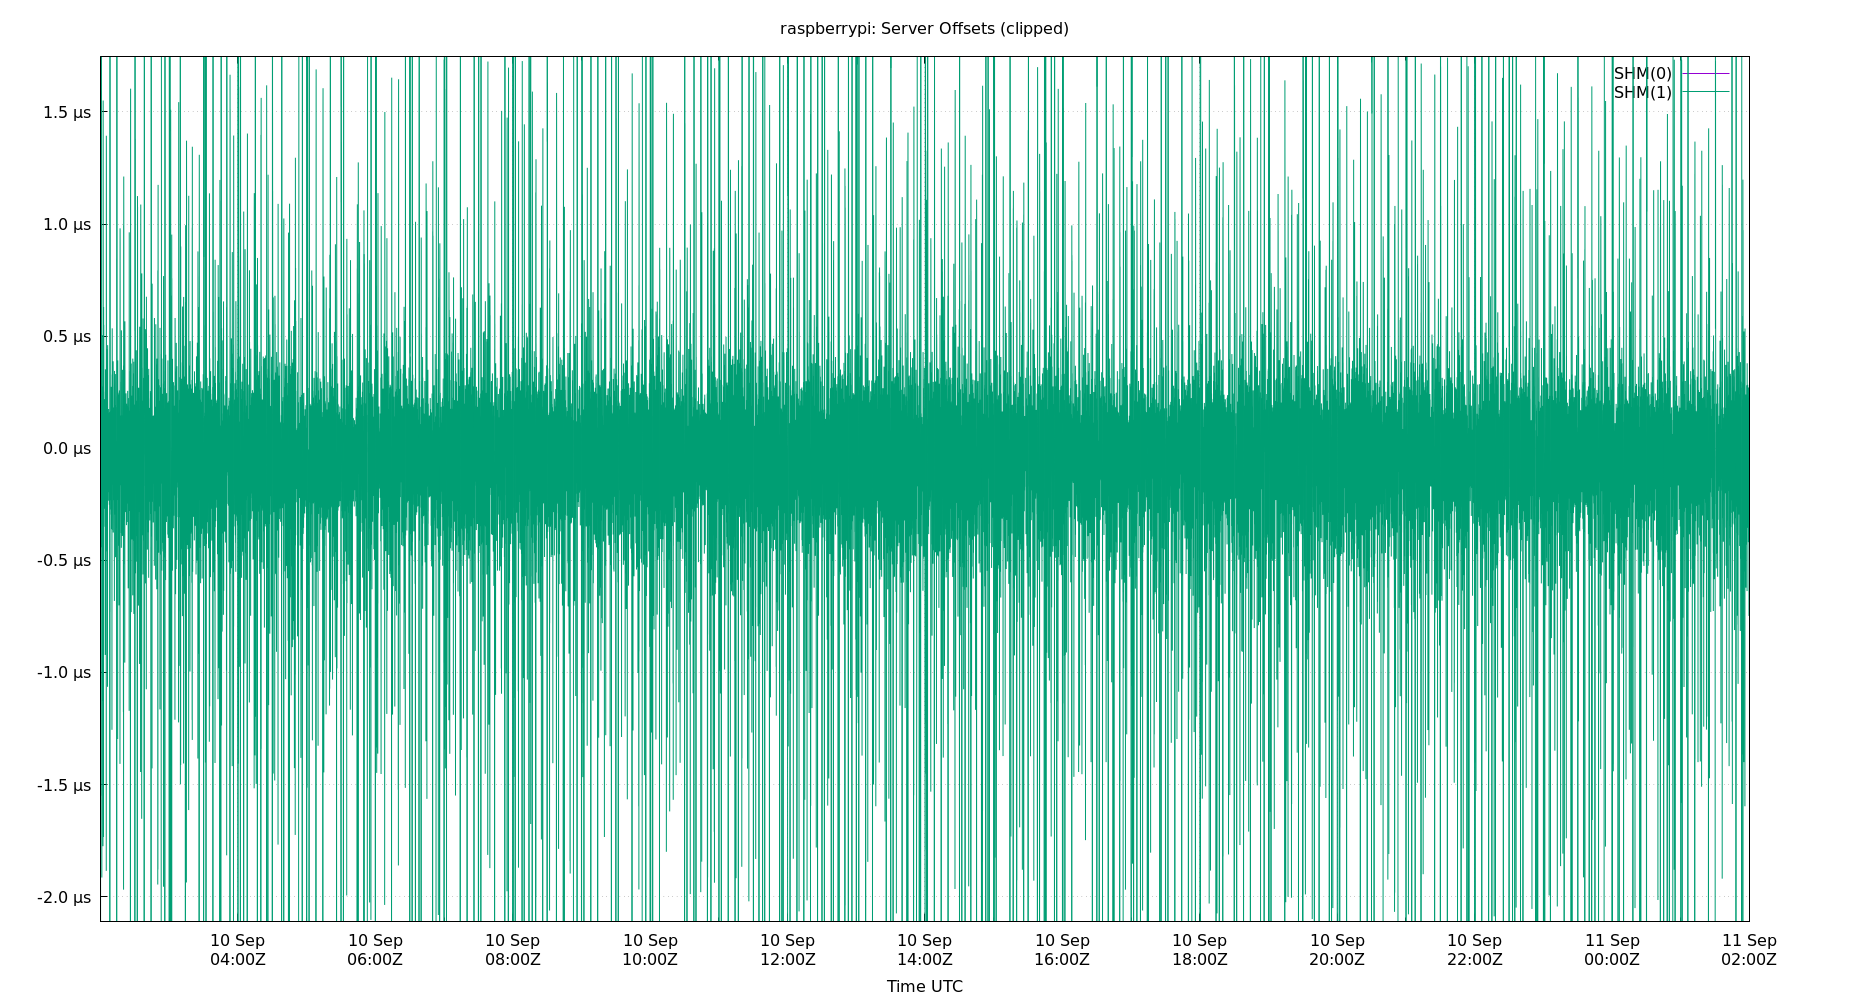 raspberrypi: Server Offsets (clipped)
SHM(0)
SHM(1)
1.5 µs
1.0 µs
0.5 µs
0.0 µs
-0.5 µs
-1.0 µs
-1.5 µs
-2.0 µs
10 Sep 10 Sep 10 Sep 10 Sep 10 Sep 10 Sep 10 Sep 10 Sep 10 Sep 10 Sep 11 Sep 11 Sep
04:00Z 06:00Z 08:00Z 10:00Z 12:00Z 14:00Z 16:00Z 18:00Z 20:00Z 22:00Z 00:00Z 02:00Z
Time UTC